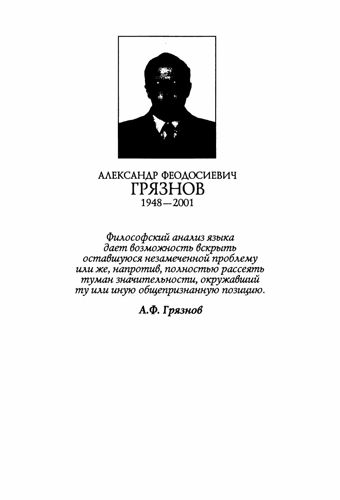 АЛЕКСАНДР ФЕОДОСИЕВИЧ
ГРЯЗНОВ
1948—2001
Философский анализ языка
дает возможность вскрыть
оставшуюся незамеченной проблему
или же, напротив, полностью рассеять
туман значительности, окружавший
ту или иную общепризнанную позицию.
А.Ф. Грязнов